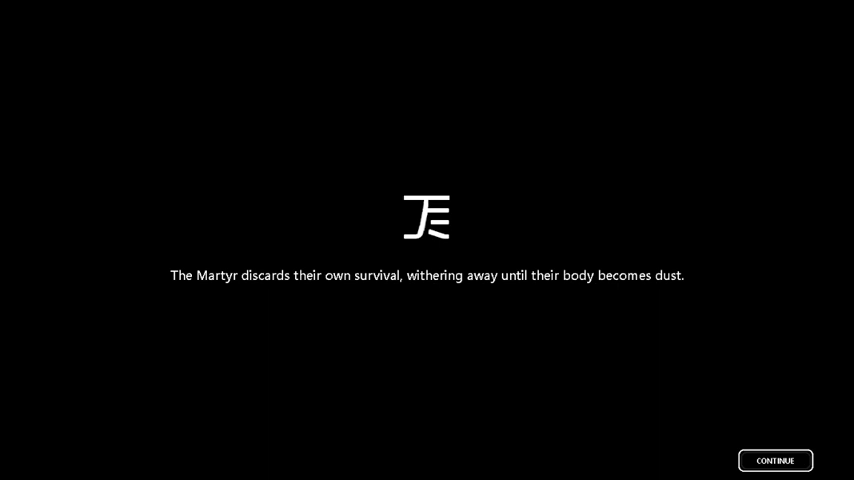 The Martyr discards their own survival, withering away until their body becomes dust.
CONTINUE